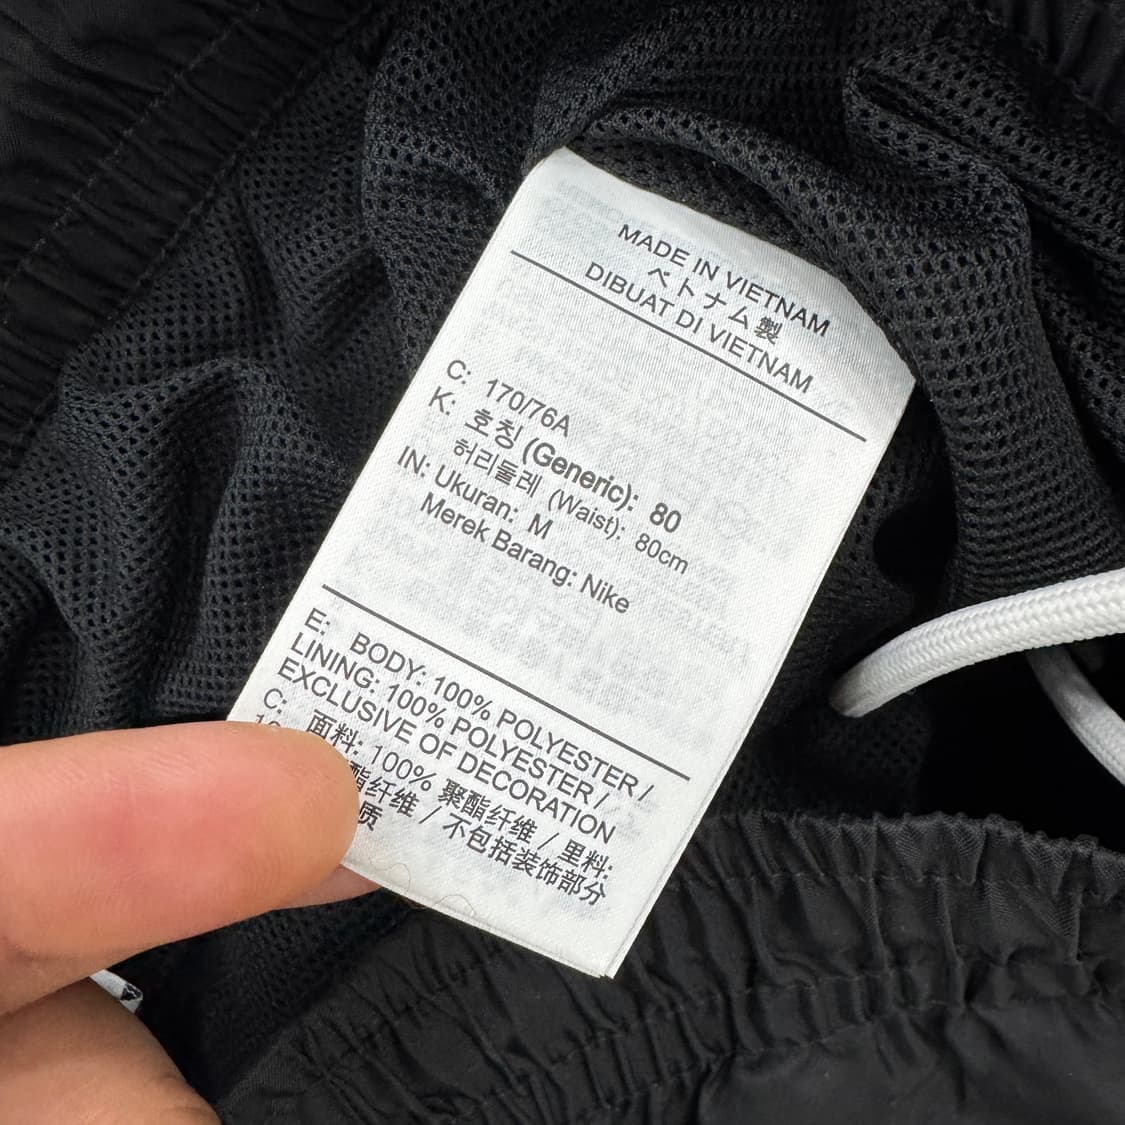 MADE IN VIETNAM
ベトナム製
DIBUAT DI VIETNAM
C: 170/76A
K: 호칭 (Generic): 80
허리둘레 (Waist): 80cm
IN: Ukuran: M
Merek Barang: Nike
E: BODY: 100% POLYESTER /
LINING: 100% POLYESTER /
EXCLUSIVE OF DECORATION
C: 面料: 100% 聚酯纤维 / 里料:
酯纤维 / 不包括装饰部分
质